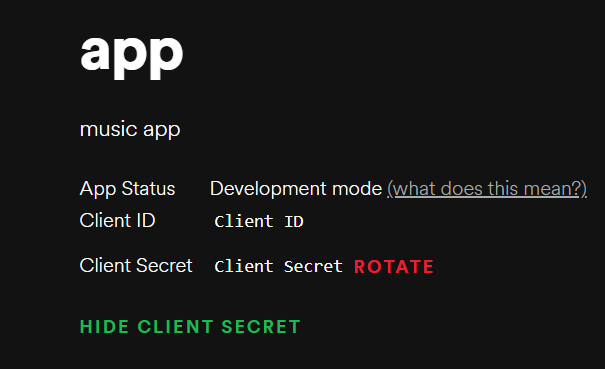 app
music app
App Status Development mode (what does this mean?)
Client ID Client ID
Client Secret Client Secret ROTATE
HIDE CLIENT SECRET